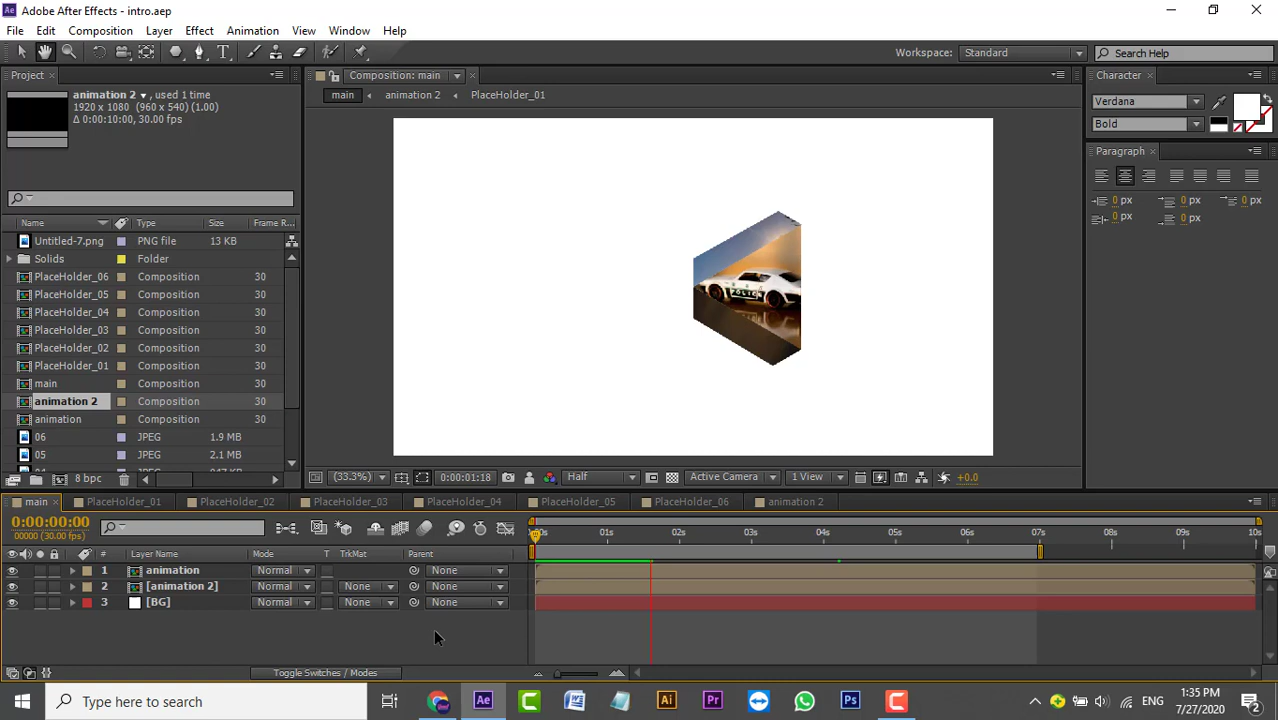 Ae Adobe After Effects - intro.aep
File Edit Composition Layer Effect Animation View Window Help
Workspace: Standard Search Help
Project Composition: main Character
animation 2 , used 1 time
1920 x 1080 (960 x 540) (1.00)
Δ 0:00:10:00, 30.00 fps
main animation 2 PlaceHolder_01
Verdana
Bold
Paragraph
0 px 0 px 0 px
0 px 0 px
Name Type Size Frame R...
Untitled-7.png PNG file 13 KB
Solids Folder
PlaceHolder_06 Composition 30
PlaceHolder_05 Composition 30
PlaceHolder_04 Composition 30
PlaceHolder_03 Composition 30
PlaceHolder_02 Composition 30
PlaceHolder_01 Composition 30
main Composition 30
animation 2 Composition 30
animation Composition 30
06 JPEG 1.9 MB
05 JPEG 2.1 MB
POLICE
8 bpc
(33.3%) 0:00:01:18 Half Active Camera 1 View +0.0
main PlaceHolder_01 PlaceHolder_02 PlaceHolder_03 PlaceHolder_04 PlaceHolder_05 PlaceHolder_06 animation 2
0:00:00:00
00000 (30.00 fps)
01s 02s 03s 04s 05s 06s 07s 08s 09s 10s
# Layer Name Mode T TrkMat Parent
1 animation Normal None
2 [animation 2] Normal None None
3 [BG] Normal None None
Toggle Switches / Modes
Type here to search
Ae Ai Pr Ps
ENG
1:35 PM
7/27/2020
2